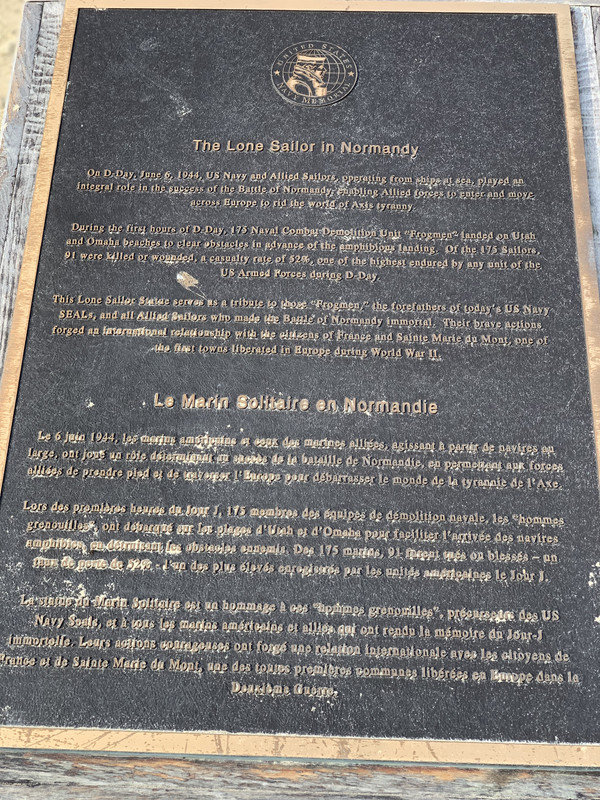 UNITED STATES
NAVY MEMORIAL
The Lone Sailor in Normandy
On D-Day, June 6, 1944, US Navy and Allied Sailors, operating from ships at sea, played an
integral role in the success of the Battle of Normandy, enabling Allied forces to enter and move
across Europe to rid the world of Axis tyranny.
During the first hours of D-Day, 175 Naval Combat Demolition Unit "Frogmen" landed on Utah
and Omaha beaches to clear obstacles in advance of the amphibious landing. Of the 175 Sailors,
91 were killed or wounded, a casualty rate of 52%, one of the highest endured by any unit of the
US Armed Forces during D-Day.
This Lone Sailor Statue serves as a tribute to those "Frogmen," the forefathers of today's US Navy
SEALs, and all Allied Sailors who made the Battle of Normandy immortal. Their brave actions
forged an international relationship with the citizens of France and Sainte Marie du Mont, one of
the first towns liberated in Europe during World War II.
Le Marin Solitaire en Normandie
Le 6 juin 1944, les marins américains et ceux des marines alliées, agissant à partir de navires au
large, ont joué un rôle déterminant au succès de la bataille de Normandie, en permettant aux forces
alliées de prendre pied et de traverser l'Europe pour débarrasser le monde de la tyrannie de l'Axe.
Lors des premières heures du Jour J, 175 membres des équipes de démolition navale, les "hommes
grenouilles", ont débarqué sur les plages d'Utah et d'Omaha pour faciliter l'arrivée des navires
amphibies, en détruisant les obstacles ennemis. Des 175 marins, 91 furent tués ou blessés – un
taux de perte de 52% - l'un des plus élevés enregistrés par les unités américaines le Jour J.
La statue du Marin Solitaire est un hommage à ces "hommes grenouilles", précurseurs des US
Navy Seals, et à tous les marins américains et alliés qui ont rendu la mémoire du Jour-J
immortelle. Leurs actions courageuses ont forgé une relation internationale avec les citoyens de
France et de Sainte Marie du Mont, une des toutes premières communes libérées en Europe dans la
Deuxième Guerre.